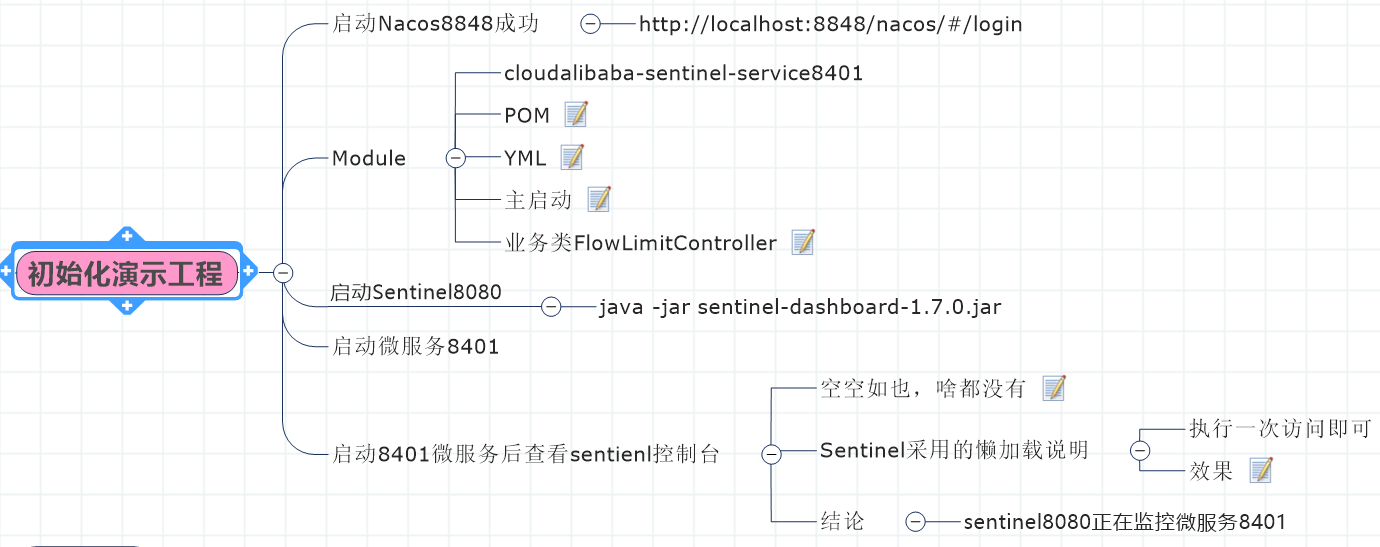 启动Nacos8848成功
http://localhost:8848/nacos/#/login
Module
cloudalibaba-sentinel-service8401
POM
YML
主启动
业务类FlowLimitController
初始化演示工程
启动Sentinel8080
java -jar sentinel-dashboard-1.7.0.jar
启动微服务8401
启动8401微服务后查看sentienl控制台
空空如也，啥都没有
Sentinel采用的懒加载说明
执行一次访问即可
效果
结论
sentinel8080正在监控微服务8401